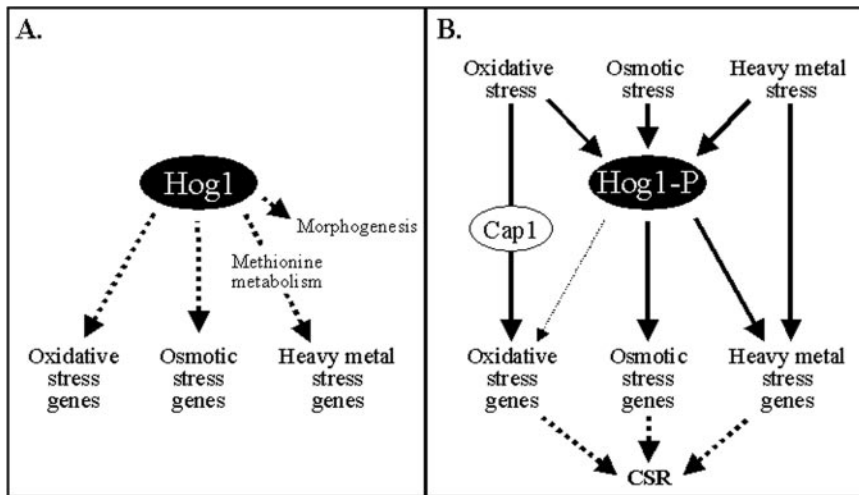 A.
Hog1
Morphogenesis
Methionine
metabolism
Oxidative
stress
genes
Osmotic
stress
genes
Heavy metal
stress
genes
B.
Oxidative
stress
Osmotic
stress
Heavy metal
stress
Hog1-P
Cap1
Oxidative
stress
genes
Osmotic
stress
genes
Heavy metal
stress
genes
CSR